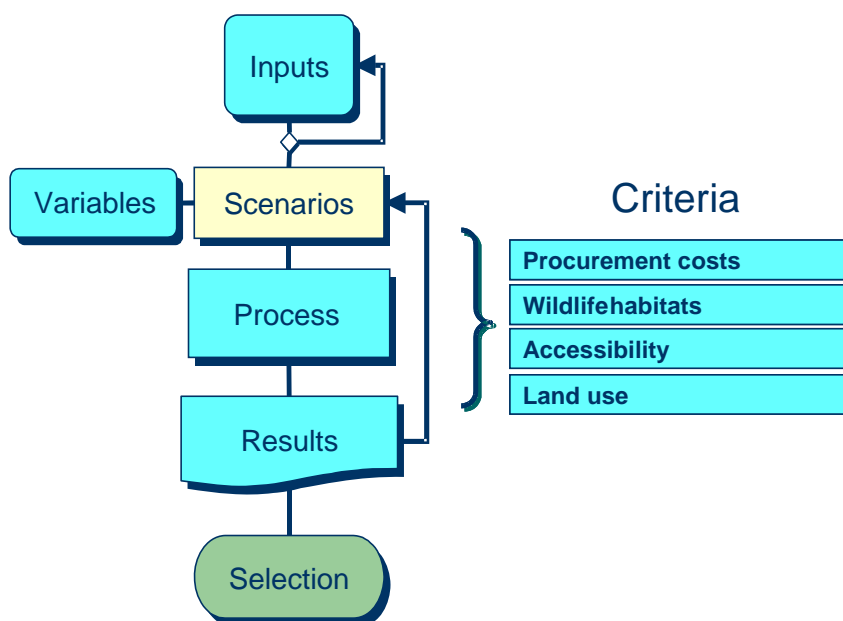 Inputs
Variables
Scenarios
Process
Results
Selection
Criteria
Procurement costs
Wildlifehabitats
Accessibility
Land use